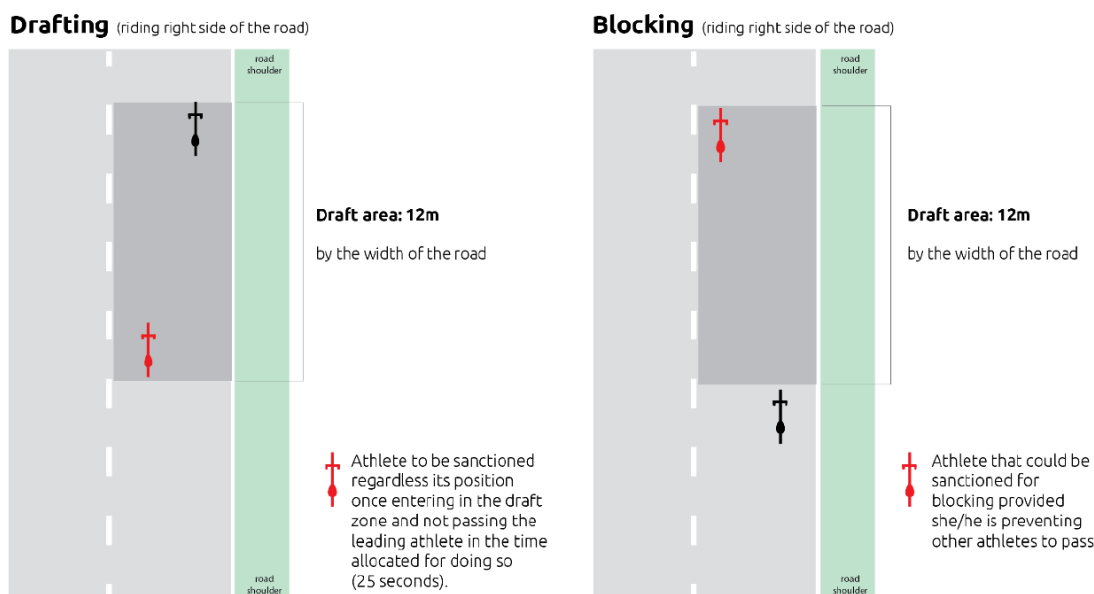 Drafting (riding right side of the road)
road
shoulder
Draft area: 12m
by the width of the road
Athlete to be sanctioned
regardless its position
once entering in the draft
zone and not passing the
leading athlete in the time
allocated for doing so
(25 seconds).
road
shoulder
Blocking (riding right side of the road)
road
shoulder
Draft area: 12m
by the width of the road
Athlete that could be
sanctioned for
blocking provided
she/he is preventing
other athletes to pass
road
shoulder